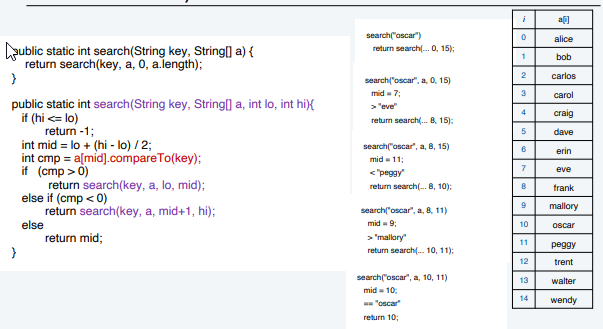 public static int search(String key, String[] a) {
return search(key, a, 0, a.length);
}
public static int search(String key, String[] a, int lo, int hi){
if (hi <= lo)
return -1;
int mid = lo + (hi - lo) / 2;
int cmp = a[mid].compareTo(key);
if (cmp > 0)
return search(key, a, lo, mid);
else if (cmp < 0)
return search(key, a, mid+1, hi);
else
return mid;
}
search("oscar")
return search(... 0, 15);
search("oscar", a, 0, 15)
mid = 7;
> "eve"
return search(... 8, 15);
search("oscar", a, 8, 15)
mid = 11;
< "peggy"
return search(... 8, 10);
search("oscar", a, 8, 11)
mid = 9;
> "mallory"
return search(... 10, 11);
search("oscar", a, 10, 11)
mid = 10;
== "oscar"
return 10;
i a[i]
0 alice
1 bob
2 carlos
3 carol
4 craig
5 dave
6 erin
7 eve
8 frank
9 mallory
10 oscar
11 peggy
12 trent
13 walter
14 wendy